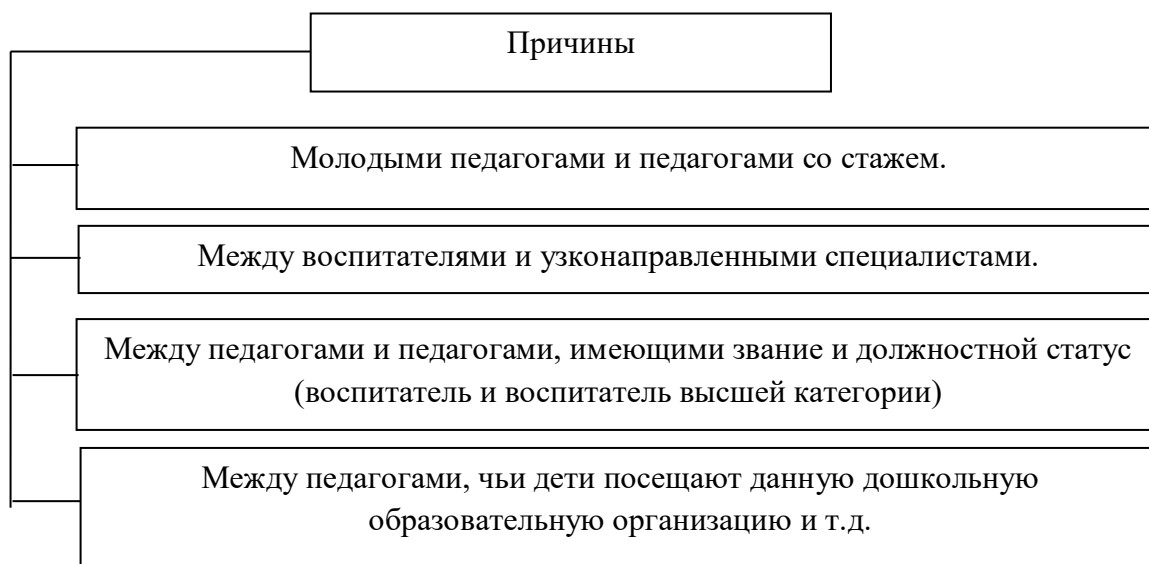 Причины
Молодыми педагогами и педагогами со стажем.
Между воспитателями и узконаправленными специалистами.
Между педагогами и педагогами, имеющими звание и должностной статус
(воспитатель и воспитатель высшей категории)
Между педагогами, чьи дети посещают данную дошкольную
образовательную организацию и т.д.